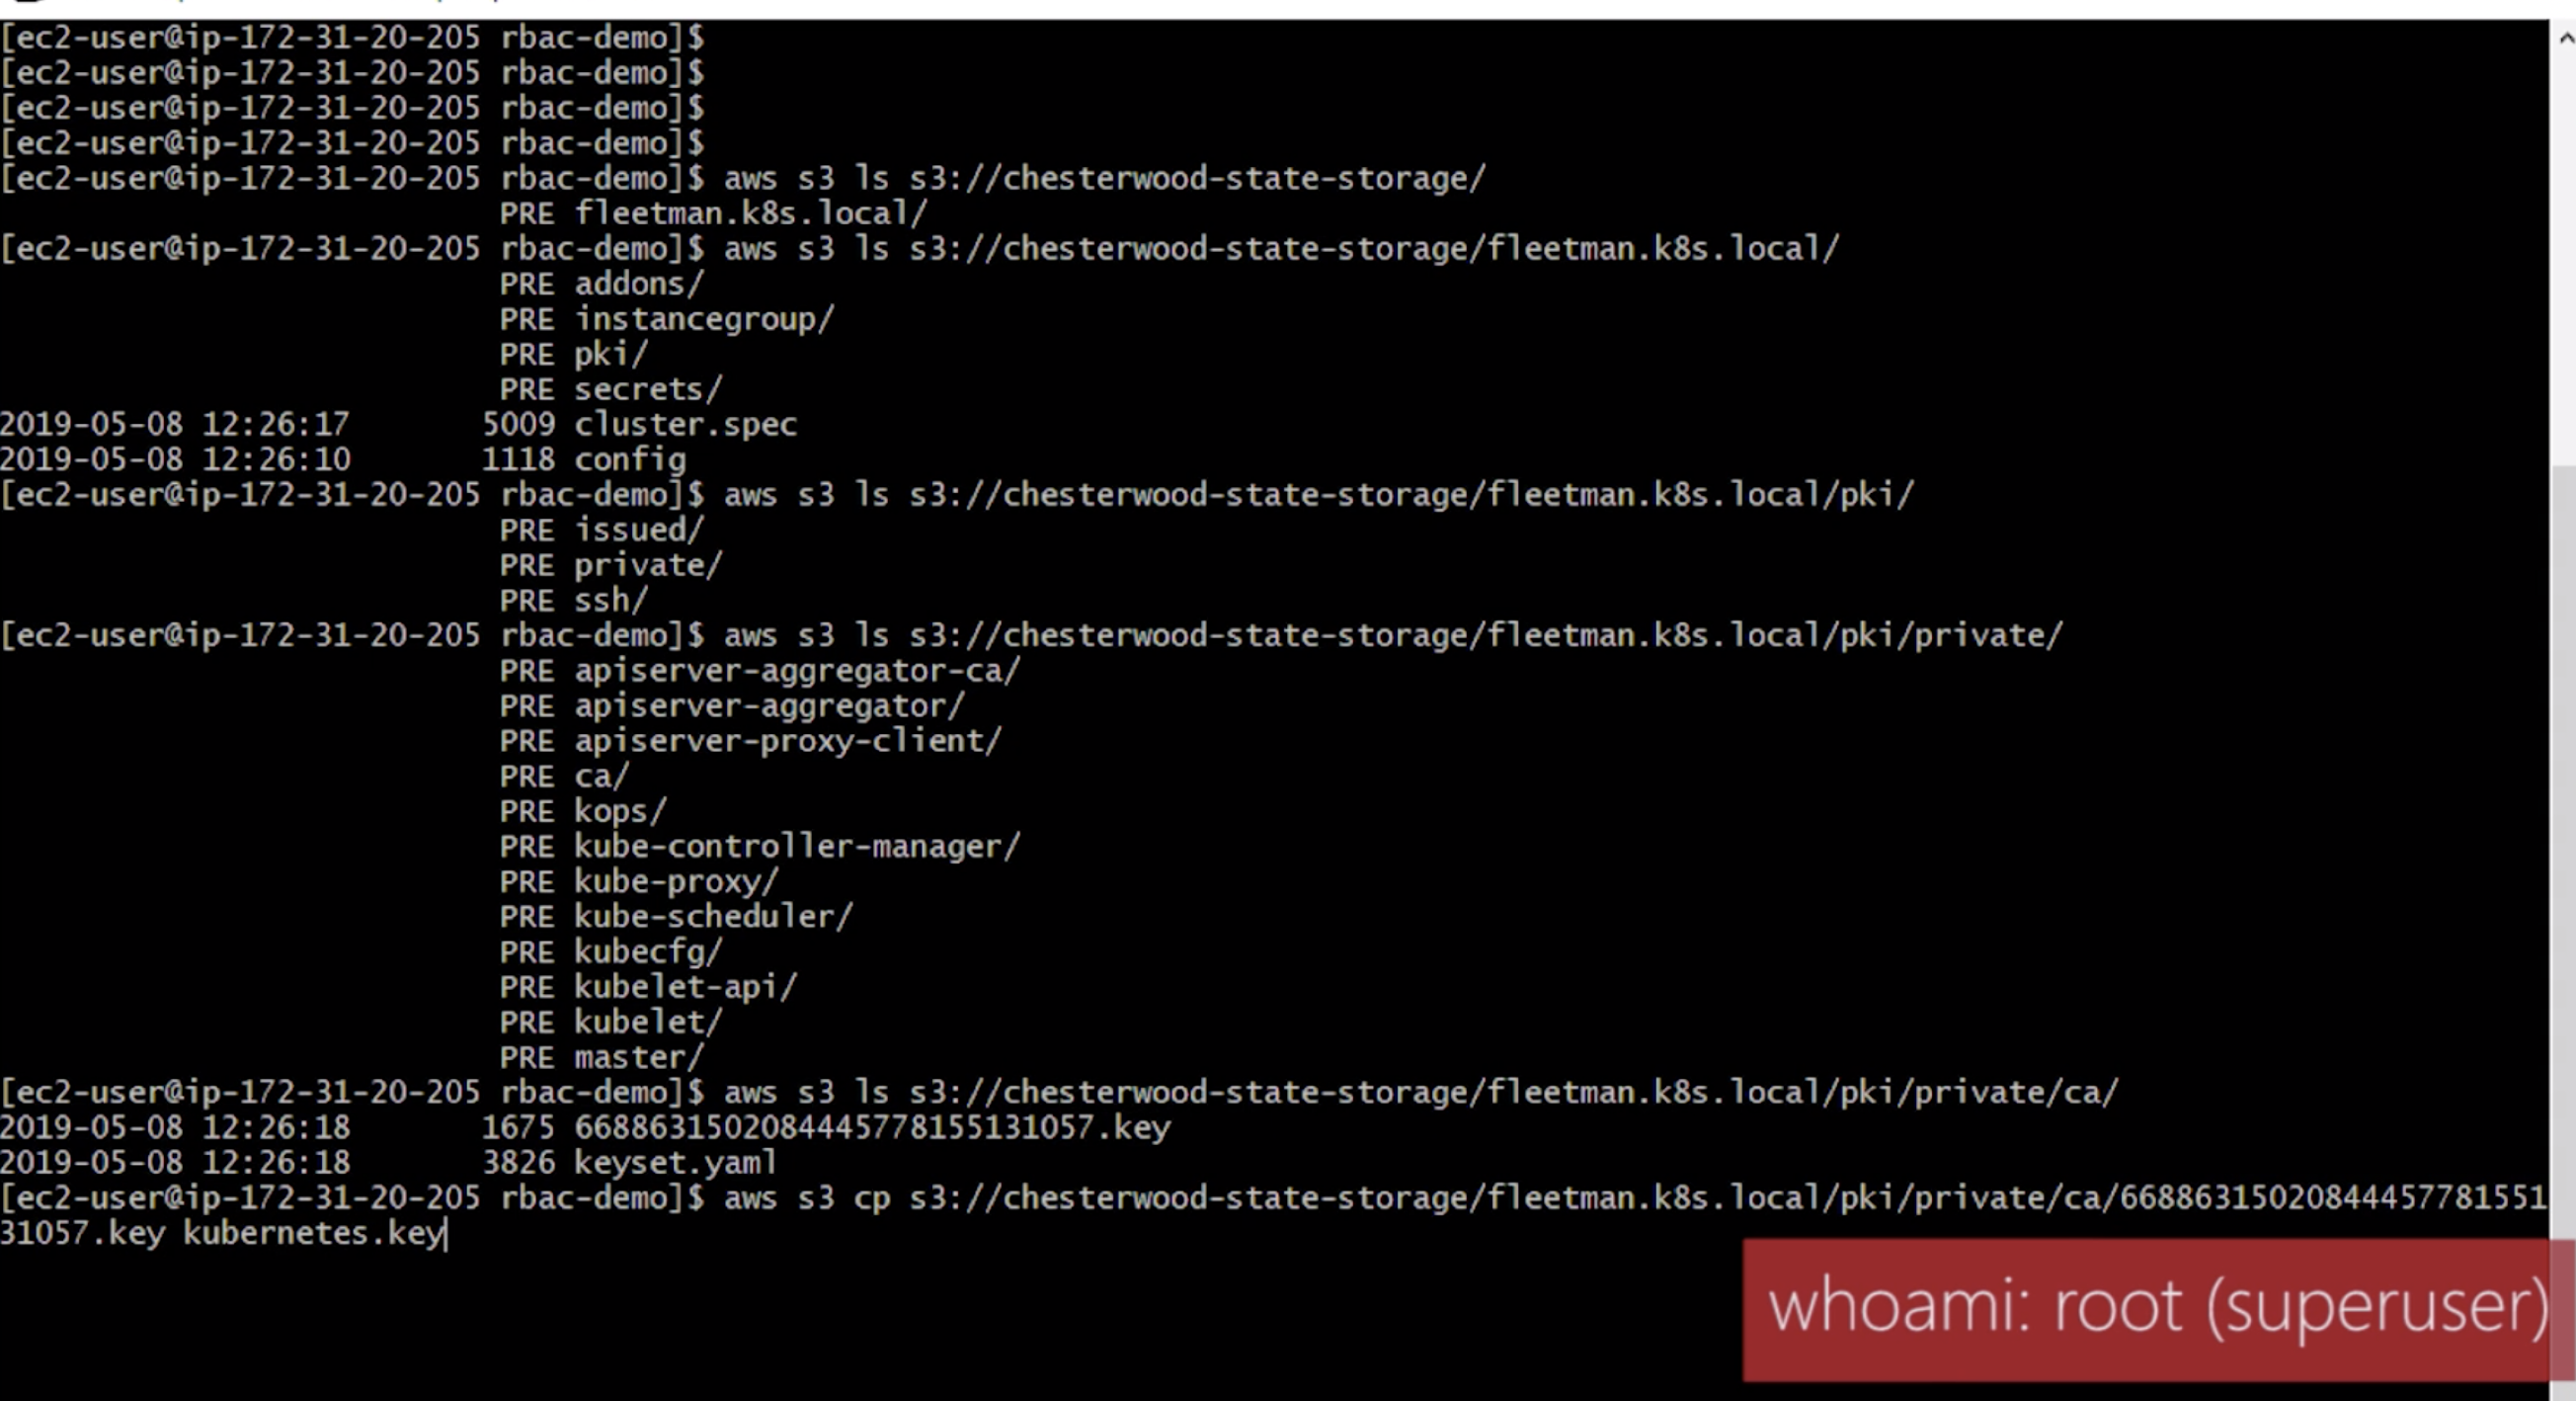 [ec2-user@ip-172-31-20-205 rbac-demo]$
[ec2-user@ip-172-31-20-205 rbac-demo]$
[ec2-user@ip-172-31-20-205 rbac-demo]$
[ec2-user@ip-172-31-20-205 rbac-demo]$
[ec2-user@ip-172-31-20-205 rbac-demo]$ aws s3 ls s3://chesterwood-state-storage/
PRE fleetman.k8s.local/
[ec2-user@ip-172-31-20-205 rbac-demo]$ aws s3 ls s3://chesterwood-state-storage/fleetman.k8s.local/
PRE addons/
PRE instancegroup/
PRE pki/
PRE secrets/
2019-05-08 12:26:17 5009 cluster.spec
2019-05-08 12:26:10 1118 config
[ec2-user@ip-172-31-20-205 rbac-demo]$ aws s3 ls s3://chesterwood-state-storage/fleetman.k8s.local/pki/
PRE issued/
PRE private/
PRE ssh/
[ec2-user@ip-172-31-20-205 rbac-demo]$ aws s3 ls s3://chesterwood-state-storage/fleetman.k8s.local/pki/private/
PRE apiserver-aggregator-ca/
PRE apiserver-aggregator/
PRE apiserver-proxy-client/
PRE ca/
PRE kops/
PRE kube-controller-manager/
PRE kube-proxy/
PRE kube-scheduler/
PRE kubecfg/
PRE kubelet-api/
PRE kubelet/
PRE master/
[ec2-user@ip-172-31-20-205 rbac-demo]$ aws s3 ls s3://chesterwood-state-storage/fleetman.k8s.local/pki/private/ca/
2019-05-08 12:26:18 1675 6688631502084445778155131057.key
2019-05-08 12:26:18 3826 keyset.yaml
[ec2-user@ip-172-31-20-205 rbac-demo]$ aws s3 cp s3://chesterwood-state-storage/fleetman.k8s.local/pki/private/ca/66886315020844457781551
31057.key kubernetes.key
whoami: root (superuser)